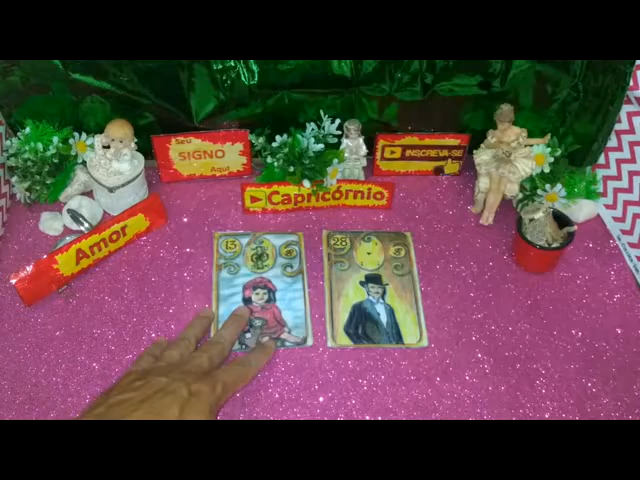 Seu
SIGNO
Aqui
INSCREVA-SE
Capricórnio
Amor
13
28